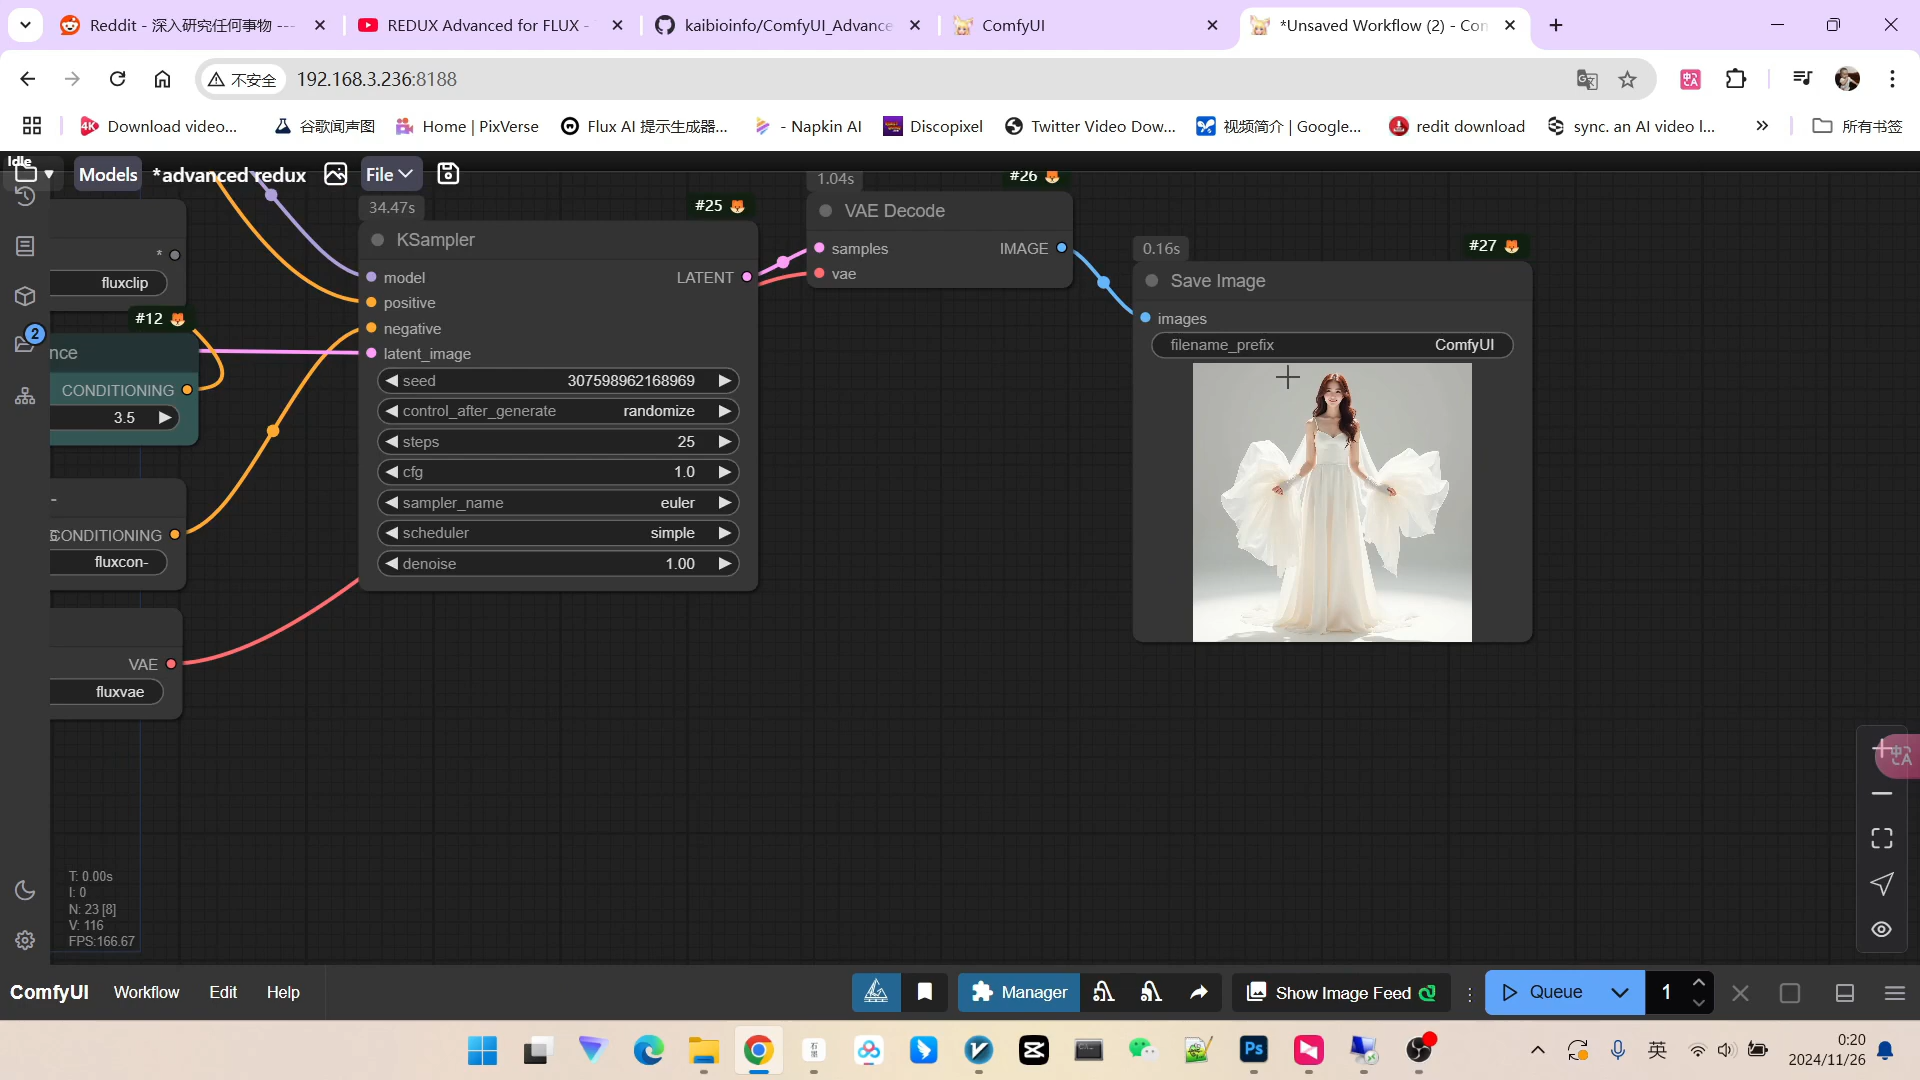 Reddit - 深入研究任何事物 ---
REDUX Advanced for FLUX -
kaibioinfo/ComfyUI_Advance
ComfyUI
*Unsaved Workflow (2) - Con
不安全
192.168.3.236:8188
4K
Download video...
谷歌闻声图
Home | PixVerse
Flux AI 提示生成器...
- Napkin AI
Discopixel
Twitter Video Dow...
视频简介 | Google...
redit download
sync. an AI video l...
所有书签
Idle
Models
*advanced redux
File
34.47s
#25
KSampler
model
LATENT
positive
negative
latent_image
seed 307598962168969
control_after_generate randomize
steps 25
cfg 1.0
sampler_name euler
scheduler simple
denoise 1.00
1.04s
#26
VAE Decode
samples
IMAGE
vae
0.16s
#27
Save Image
images
filename_prefix ComfyUI
*
fluxclip
#12
2
nce
CONDITIONING
3.5
CONDITIONING
fluxcon-
VAE
fluxvae
T: 0.00s
I: 0
N: 23 [8]
V: 116
FPS:166.67
ComfyUI
Workflow
Edit
Help
Manager
Show Image Feed
Queue
1
Ps
英
0:20
2024/11/26